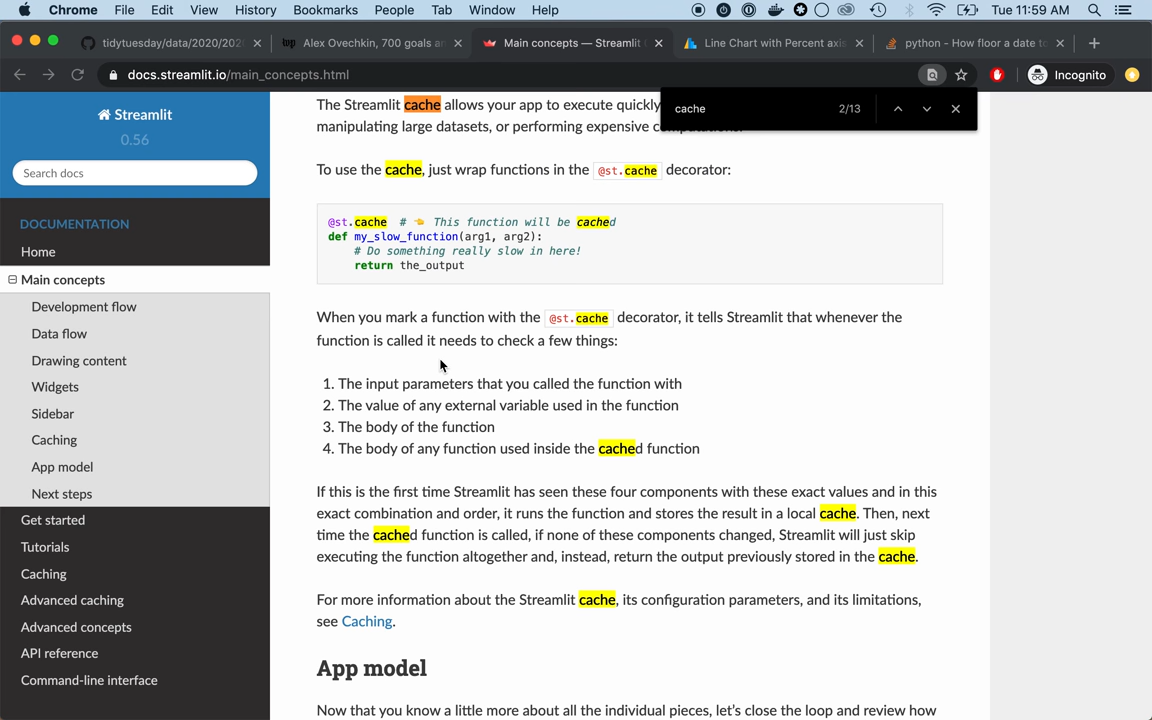 Chrome File Edit View History Bookmarks People Tab Window Help Tue 11:59 AM
tidytuesday/data/2020/202 Alex Ovechkin, 700 goals a Main concepts — Streamlit Line Chart with Percent axis python - How floor a date to
docs.streamlit.io/main_concepts.html Incognito
cache 2/13
Streamlit
0.56
Search docs
DOCUMENTATION
Home
Main concepts
Development flow
Data flow
Drawing content
Widgets
Sidebar
Caching
App model
Next steps
Get started
Tutorials
Caching
Advanced caching
Advanced concepts
API reference
Command-line interface
The Streamlit cache allows your app to execute quickly
manipulating large datasets, or performing expensive
To use the cache, just wrap functions in the @st.cache decorator:
@st.cache # 👈 This function will be cached
def my_slow_function(arg1, arg2):
# Do something really slow in here!
return the_output
When you mark a function with the @st.cache decorator, it tells Streamlit that whenever the
function is called it needs to check a few things:
1. The input parameters that you called the function with
2. The value of any external variable used in the function
3. The body of the function
4. The body of any function used inside the cached function
If this is the first time Streamlit has seen these four components with these exact values and in this
exact combination and order, it runs the function and stores the result in a local cache. Then, next
time the cached function is called, if none of these components changed, Streamlit will just skip
executing the function altogether and, instead, return the output previously stored in the cache.
For more information about the Streamlit cache, its configuration parameters, and its limitations,
see Caching.
App model
Now that you know a little more about all the individual pieces, let's close the loop and review how